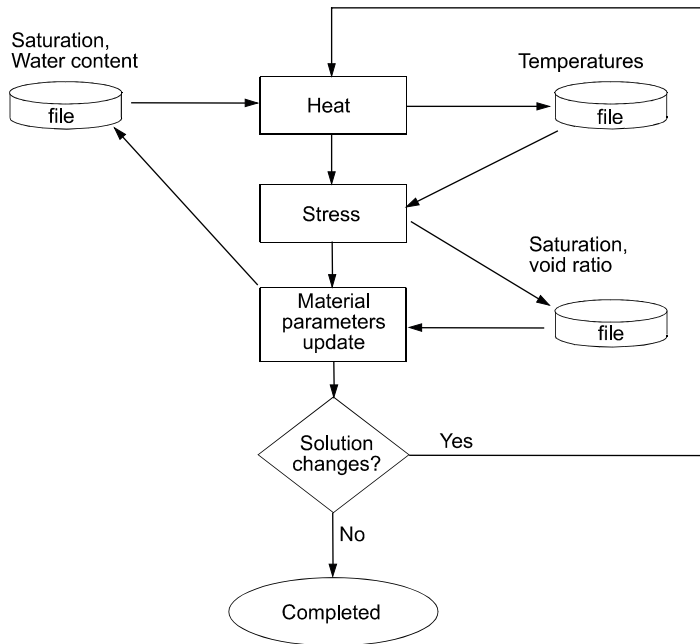 Saturation,
Water content
file
Heat
Temperatures
file
Stress
Saturation,
void ratio
file
Material
parameters
update
Solution
changes?
Yes
No
Completed